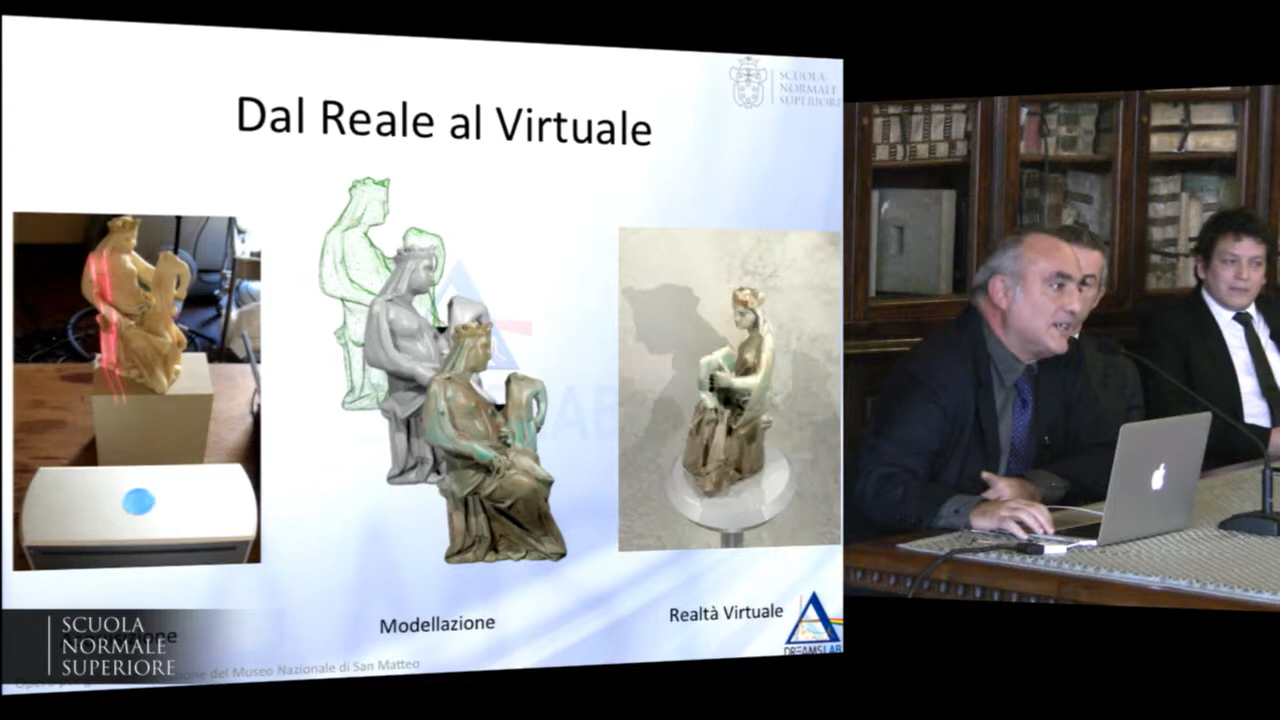 SCUOLA
NORMALE
SUPERIORE
Dal Reale al Virtuale
Modellazione
Realtà Virtuale
DREAMSLAB
SCUOLA
NORMALE
SUPERIORE
del Museo Nazionale di San Matteo